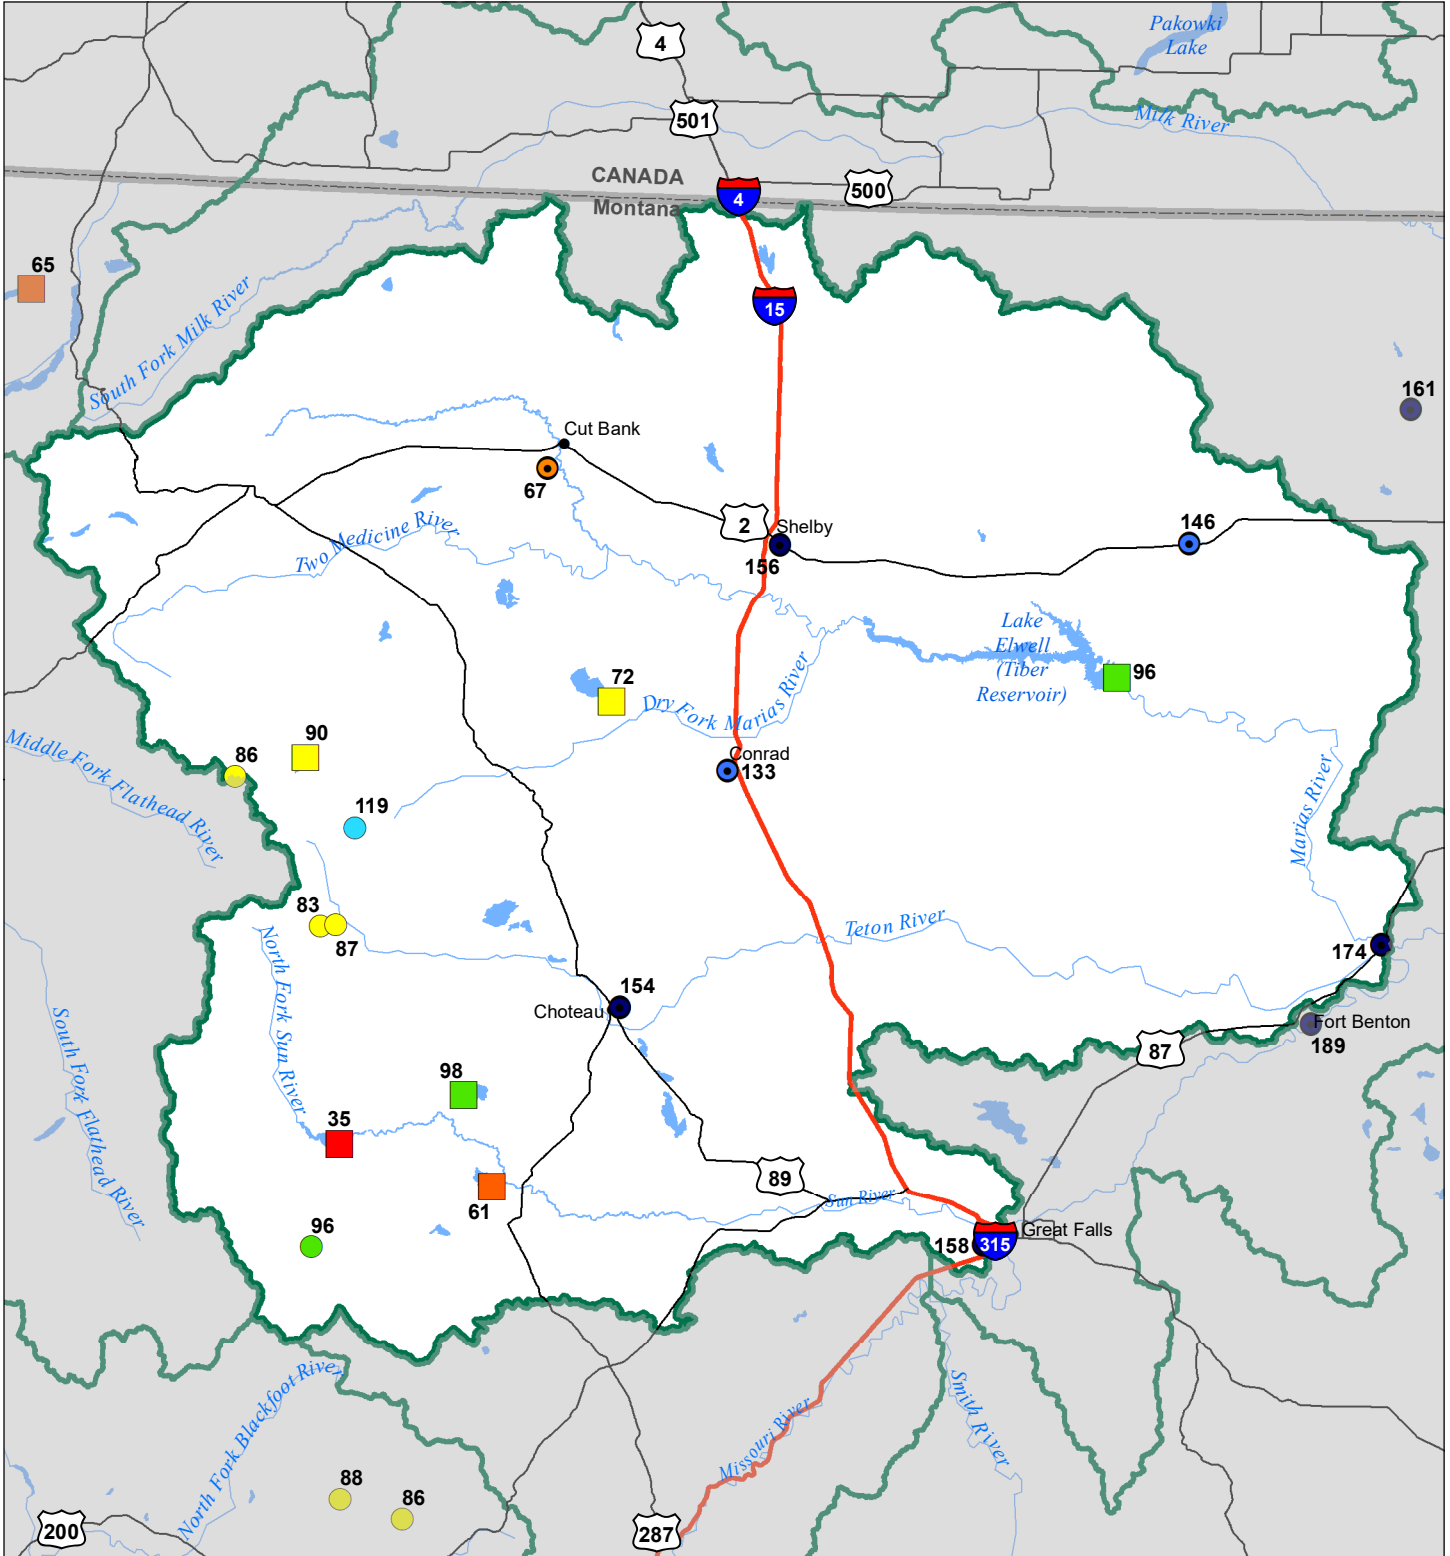 Pakowki
Lake
4
501
Milk River
CANADA
Montana
4
500
65
15
South Fork Milk River
161
Cut Bank
67
2
Shelby
156
146
Two Medicine River
Lake
Elwell
(Tiber
Reservoir)
96
72
Dry Fork Marias River
90
86
Middle Fork Flathead River
Conrad
133
119
Marias River
83
87
North Fork Sun River
Teton River
174
154
Choteau
Fort Benton
189
87
South Fork Flathead River
98
35
61
89
Sun River
96
158
315
Great Falls
North Fork Blackfoot River
Smith River
Missouri River
88
86
200
287